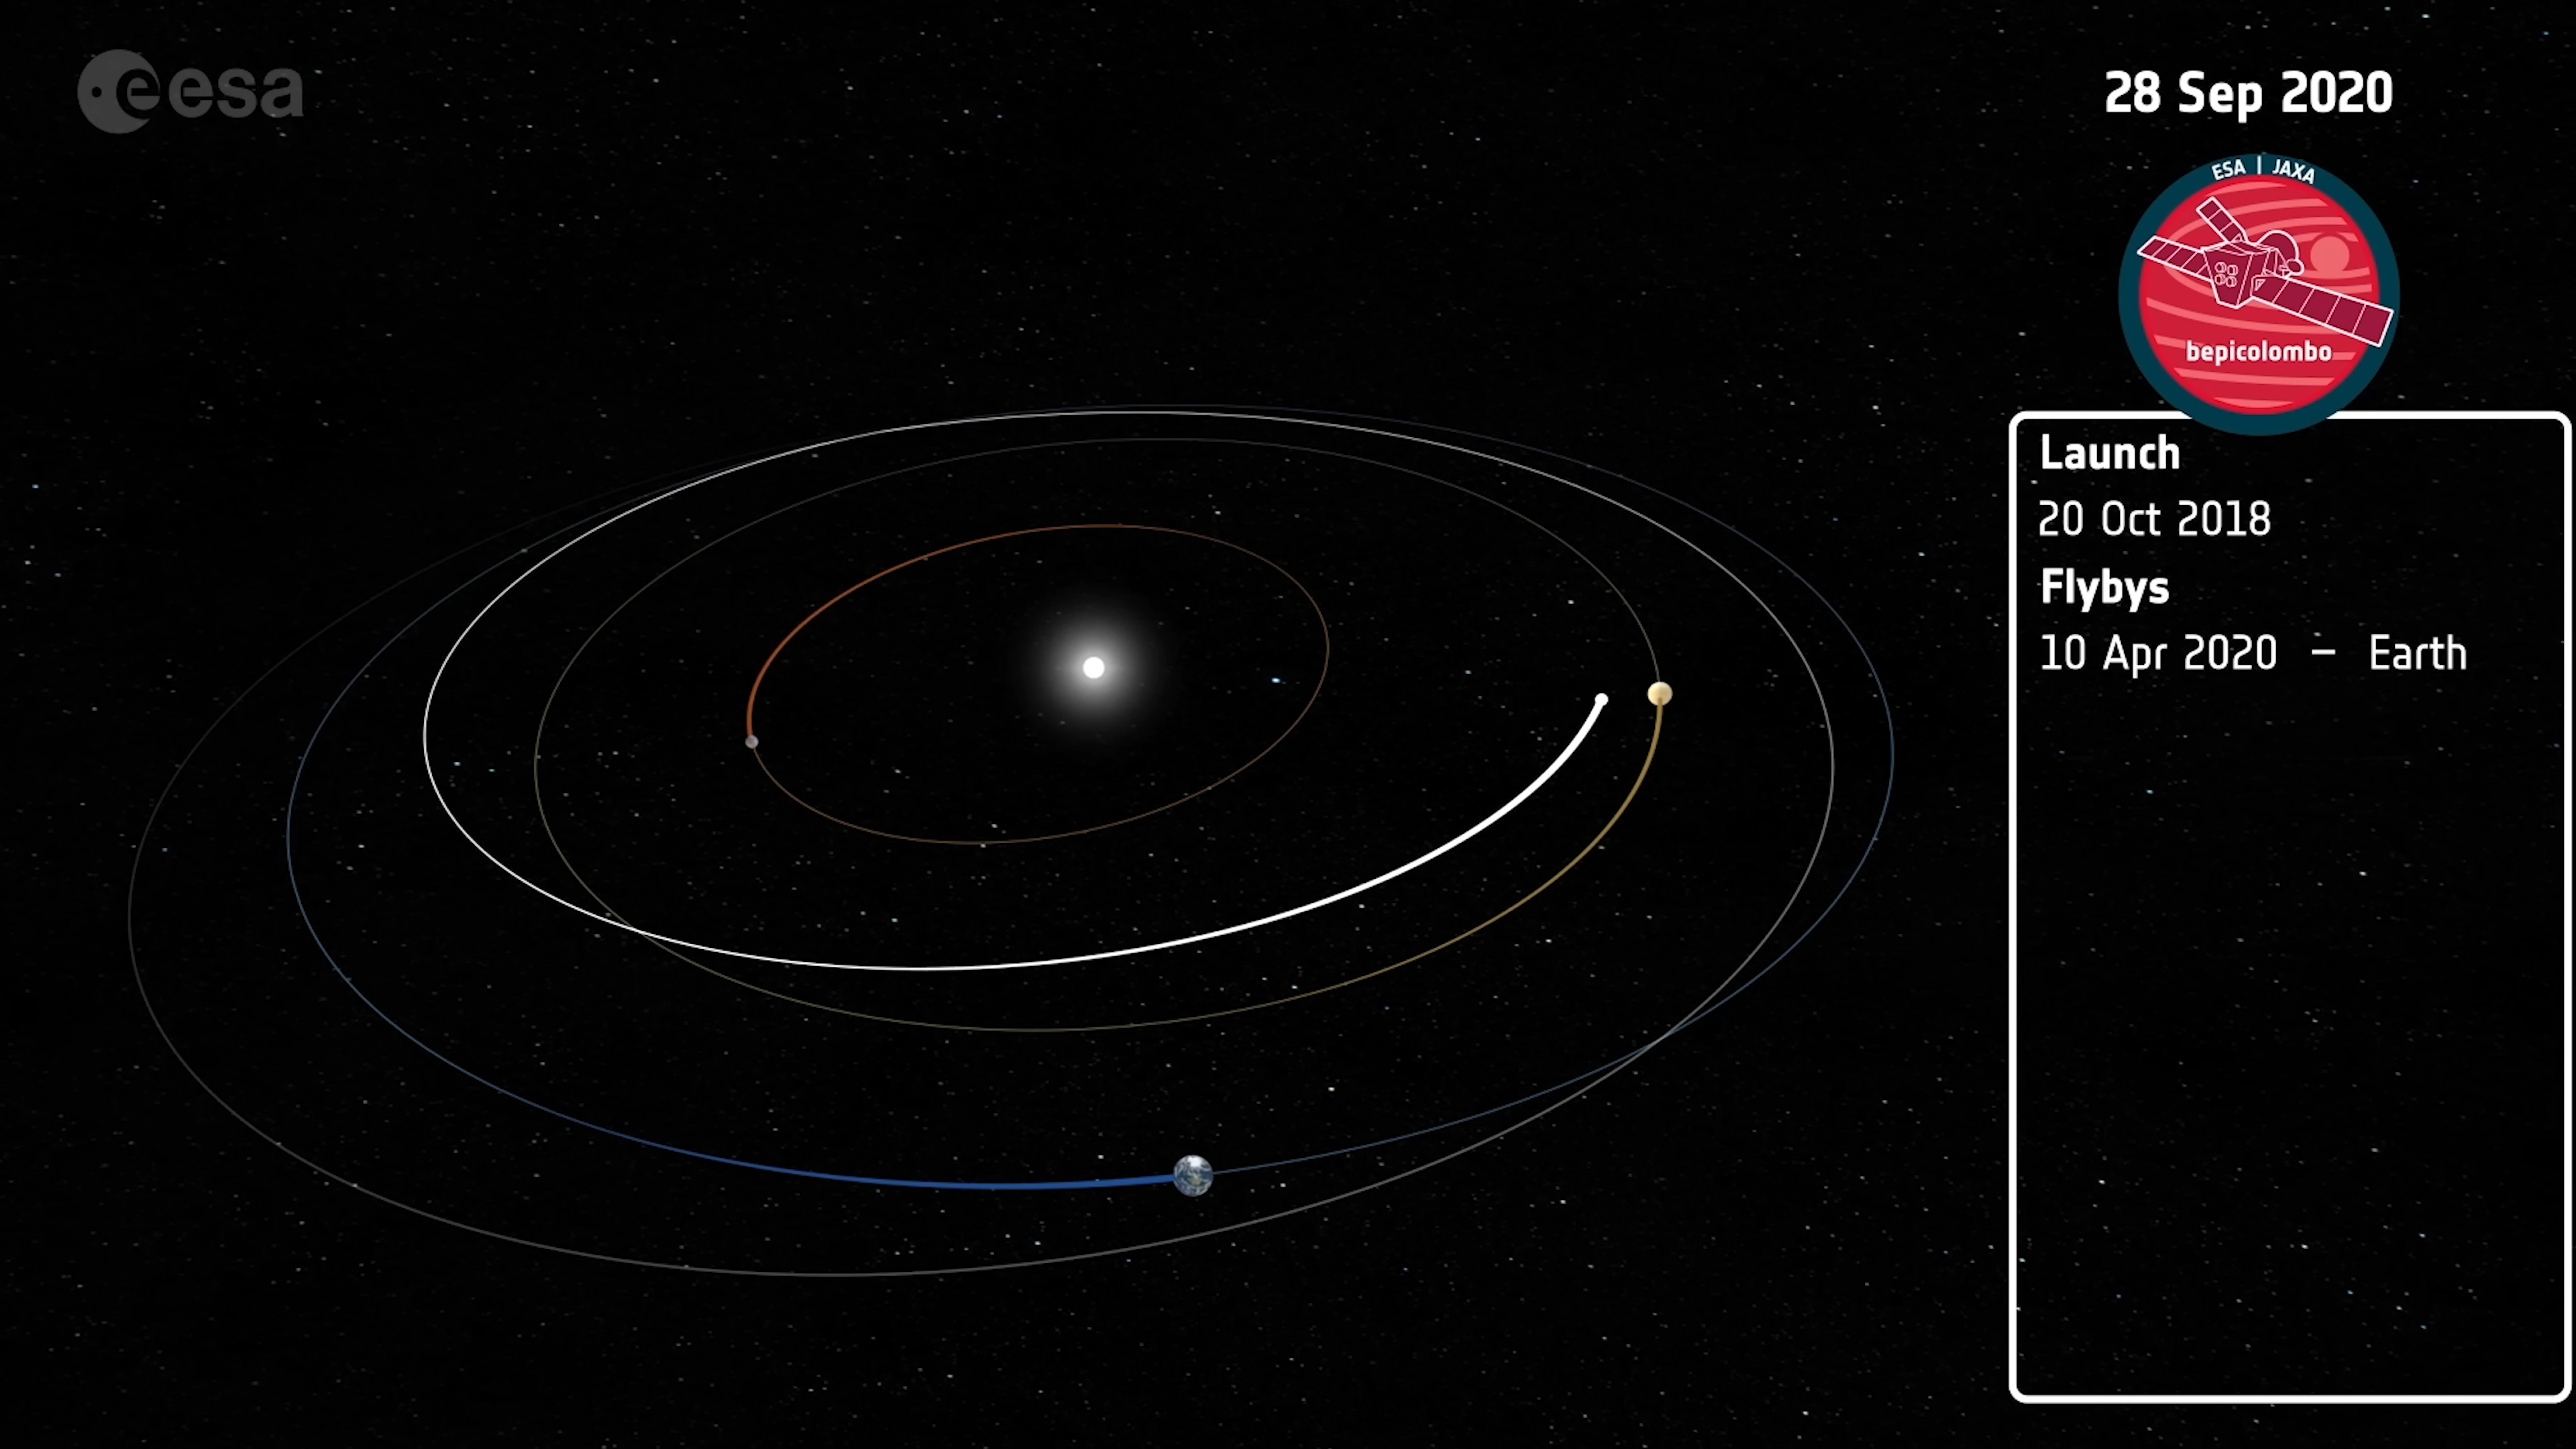 esa
28 Sep 2020
ESA | JAXA
bepicolombo
Launch
20 Oct 2018
Flybys
10 Apr 2020 – Earth